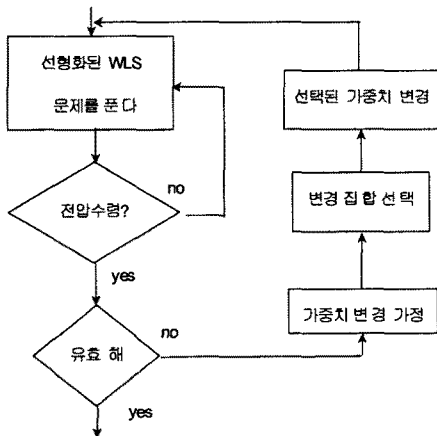 선형화된 WLS
문제를 푼다
선택된 가중치 변경
no
전압수렴?
변경 집합 선택
yes
가중치 변경 가정
no
유효 해
yes